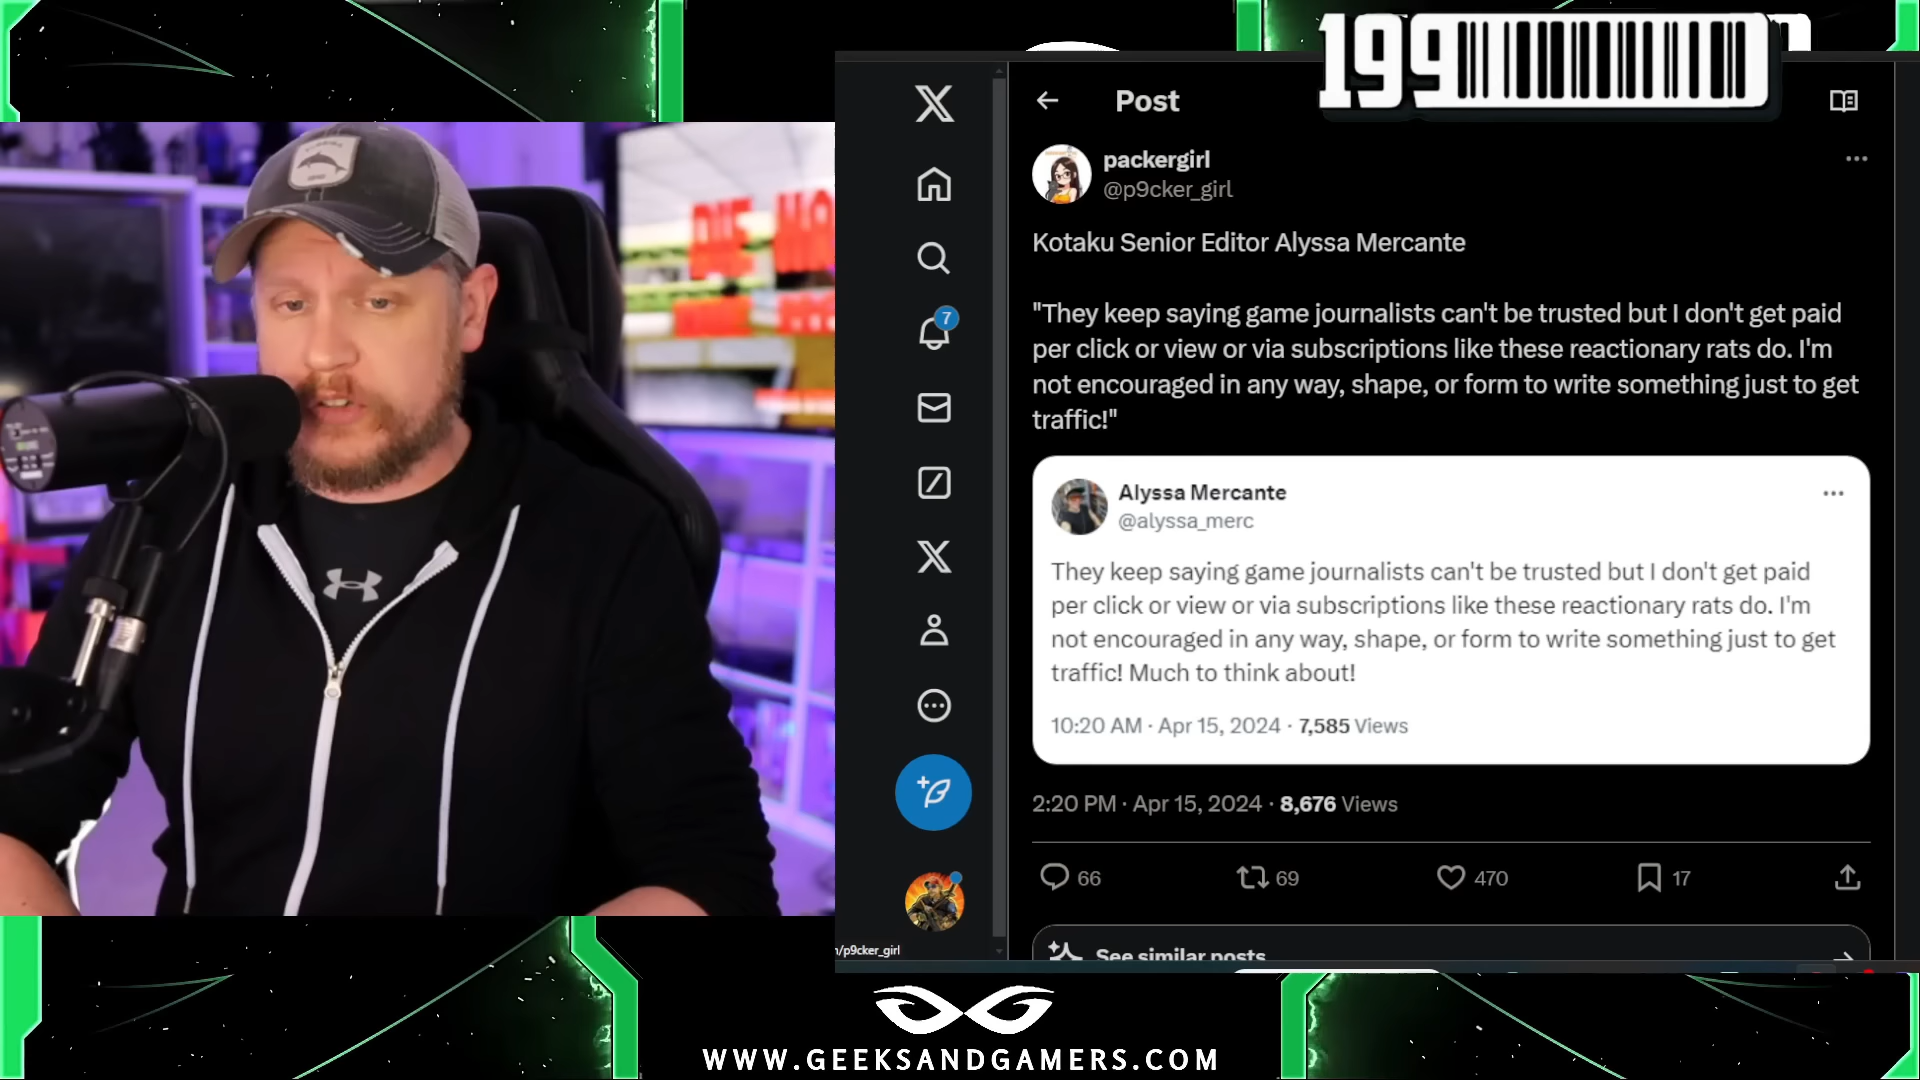 199
Post
packergirl
@p9cker_girl
Kotaku Senior Editor Alyssa Mercante
"They keep saying game journalists can't be trusted but I don't get paid
per click or view or via subscriptions like these reactionary rats do. I'm
not encouraged in any way, shape, or form to write something just to get
traffic!"
Alyssa Mercante
@alyssa_merc
They keep saying game journalists can't be trusted but I don't get paid
per click or view or via subscriptions like these reactionary rats do. I'm
not encouraged in any way, shape, or form to write something just to get
traffic! Much to think about!
10:20 AM · Apr 15, 2024 · 7,585 Views
2:20 PM · Apr 15, 2024 · 8,676 Views
66 69 470 17
See similar posts
7
/p9cker_girl
DIE HA
WWW.GEEKSANDGAMERS.COM